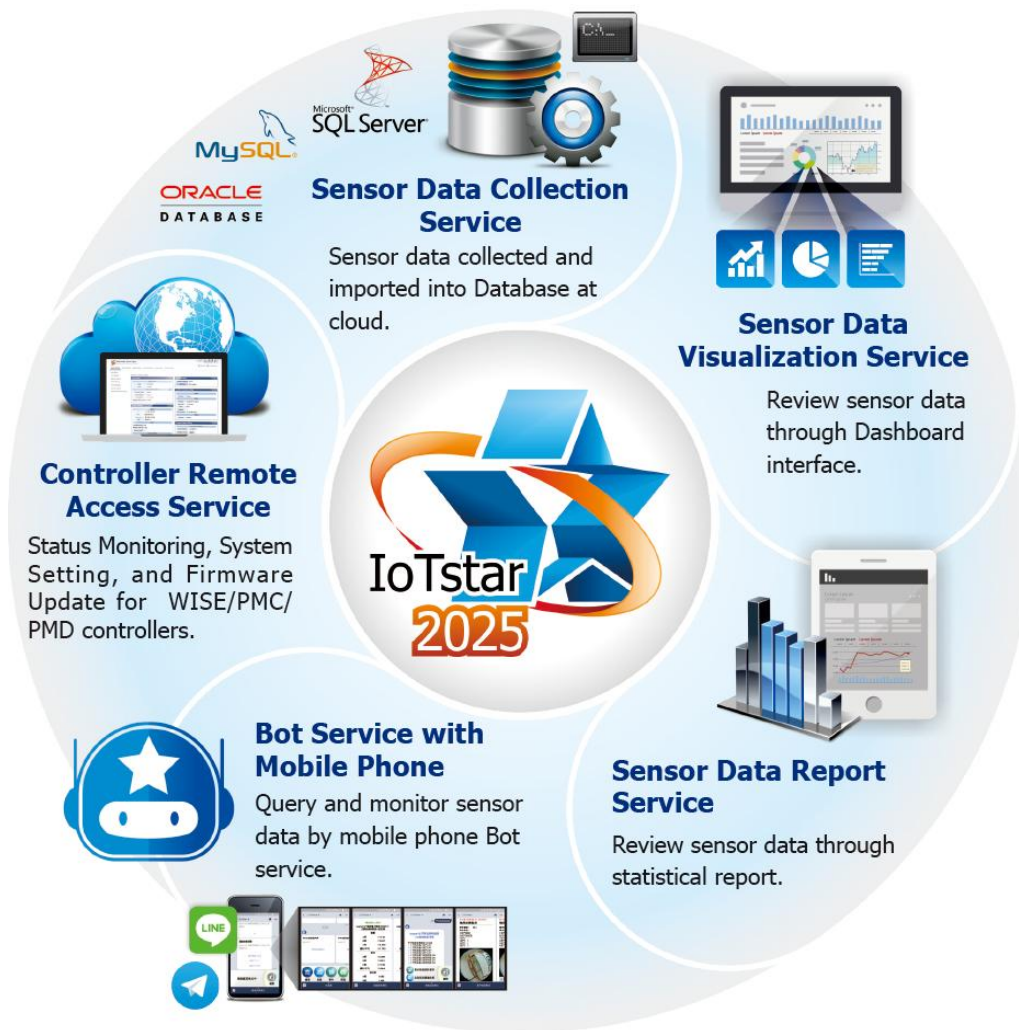 C:\_
Microsoft®
SQL Server®
MySQL®
ORACLE
DATABASE
Sensor Data Collection
Service
Sensor data collected and
imported into Database at
cloud.
Sensor Data
Visualization Service
Review sensor data
through Dashboard
interface.
Controller Remote
Access Service
Status Monitoring, System
Setting, and Firmware
Update for WISE/PMC/
PMD controllers.
IoTstar
2025
Bot Service with
Mobile Phone
Query and monitor sensor
data by mobile phone Bot
service.
LINE
Sensor Data Report
Service
Review sensor data through
statistical report.